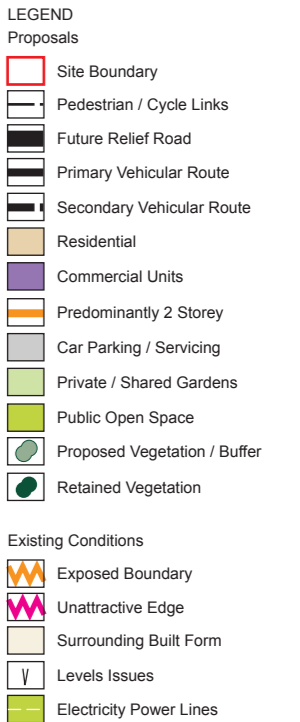 LEGEND
Proposals
Site Boundary
Pedestrian / Cycle Links
Future Relief Road
Primary Vehicular Route
Secondary Vehicular Route
Residential
Commercial Units
Predominantly 2 Storey
Car Parking / Servicing
Private / Shared Gardens
Public Open Space
Proposed Vegetation / Buffer
Retained Vegetation
Existing Conditions
Exposed Boundary
Unattractive Edge
Surrounding Built Form
Levels Issues
Electricity Power Lines